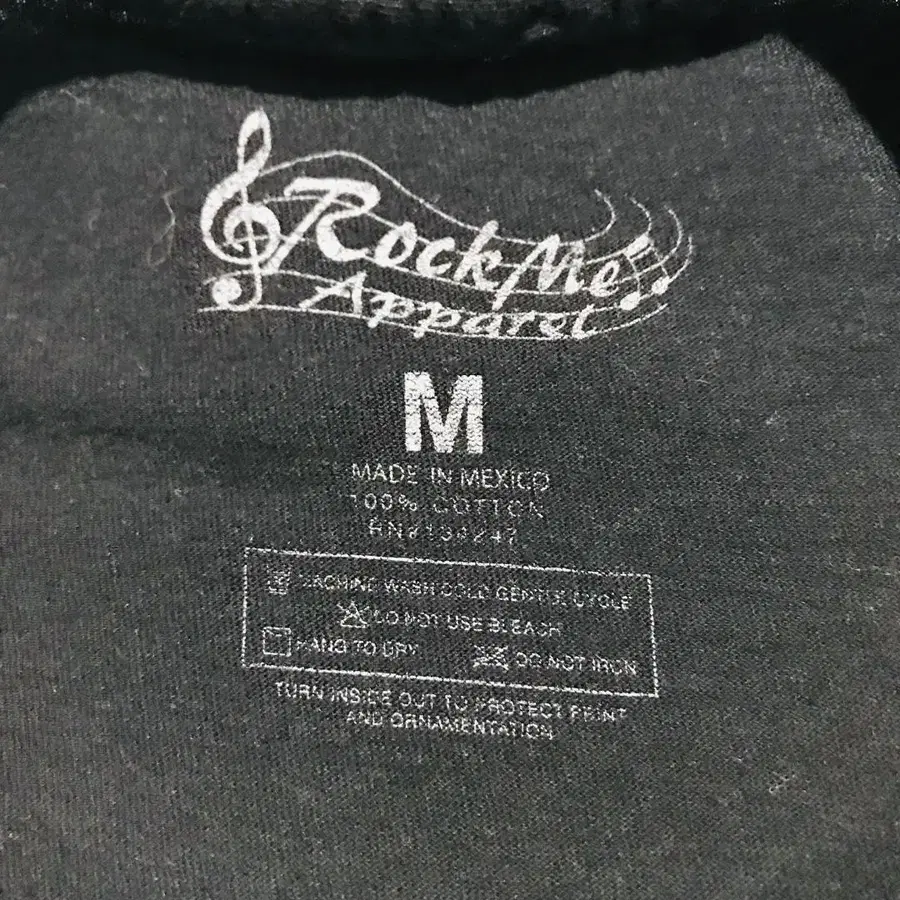 RockMe
Apparel
M
MADE IN MEXICO
100% COTTON
MACHINE WASH COLD GENTLE CYCLE
DO NOT USE BLEACH
HANG TO DRY DO NOT IRON
TURN INSIDE OUT TO PROTECT PRINT
AND ORNAMENTATION